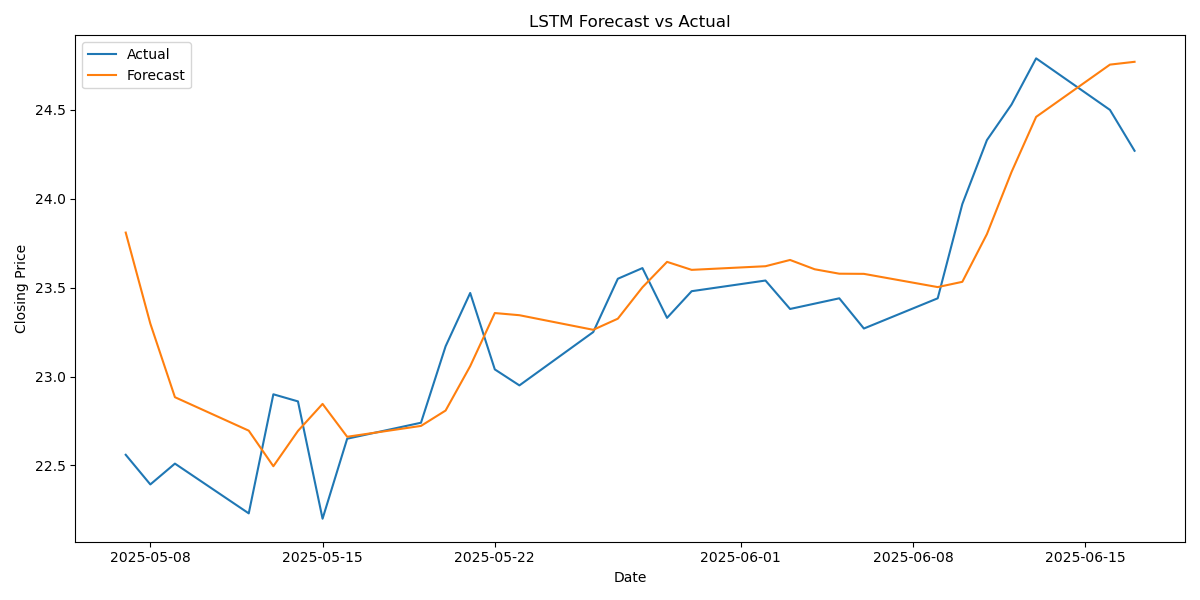 LSTM Forecast vs Actual
Actual
Forecast
24.5
24.0
23.5
23.0
22.5
Closing Price
2025-05-08
2025-05-15
2025-05-22
2025-06-01
2025-06-08
2025-06-15
Date